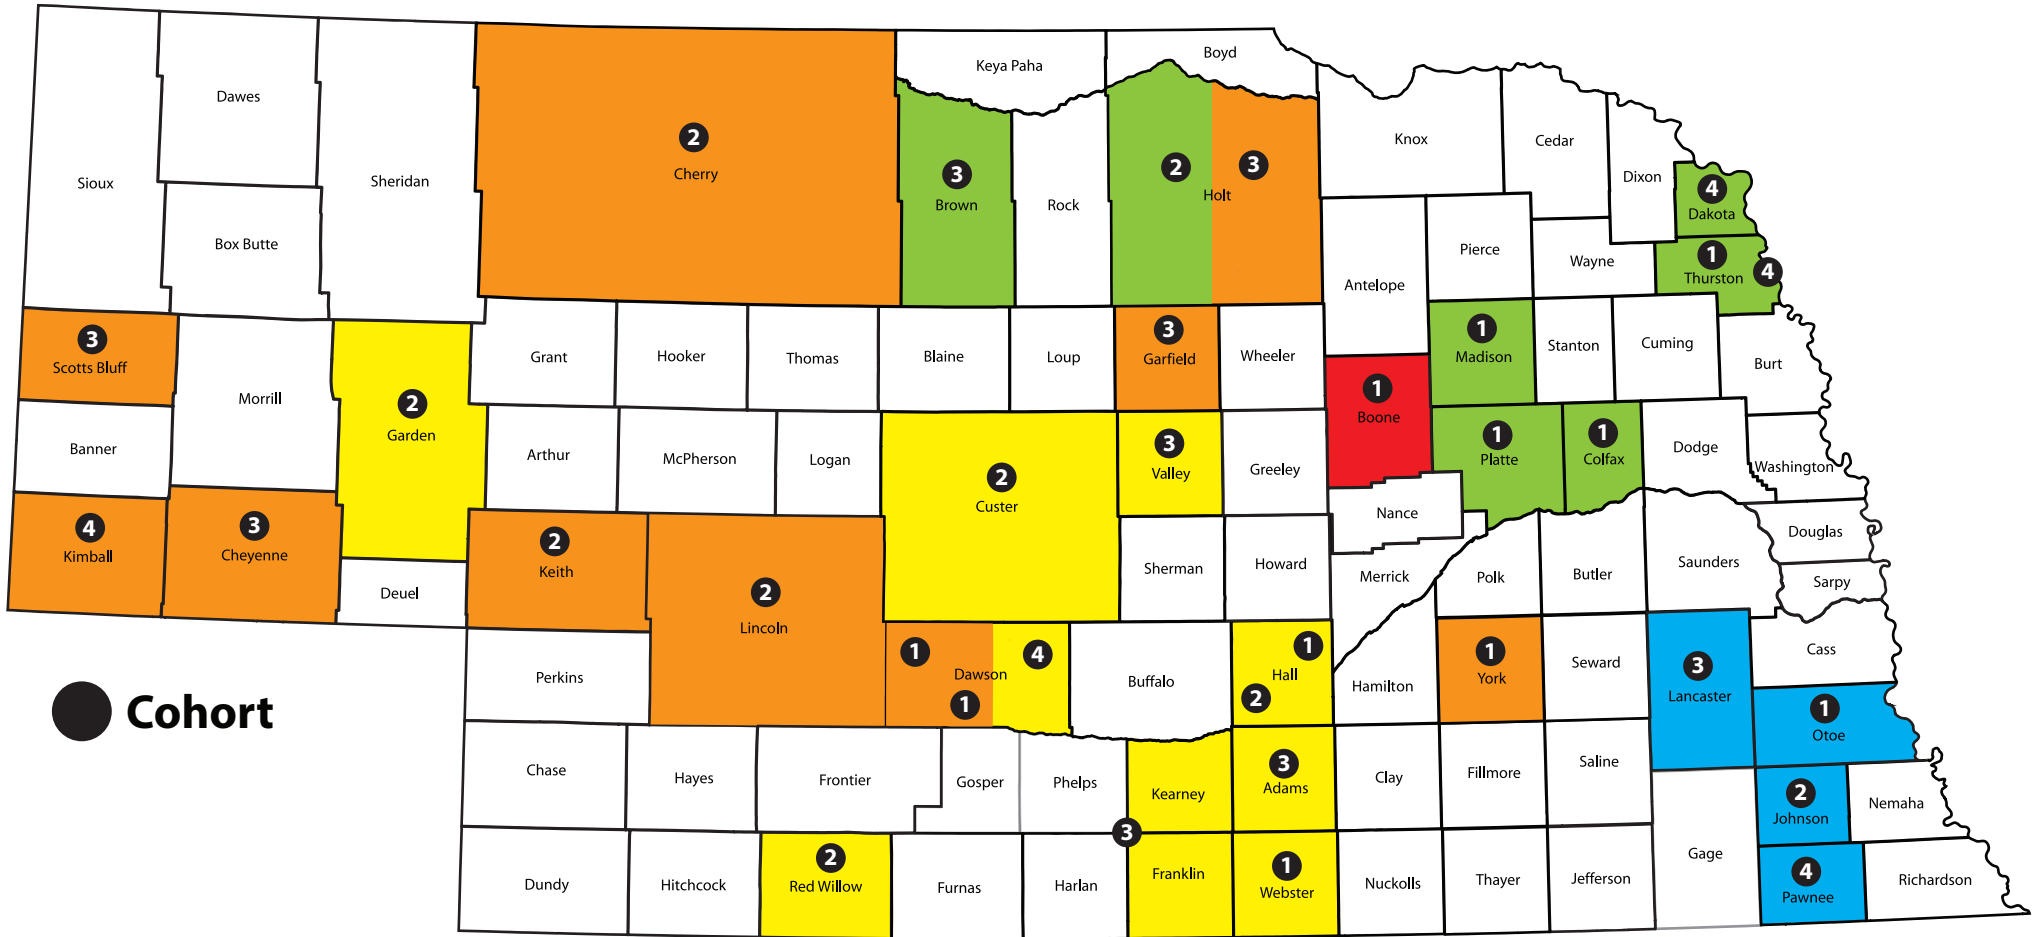 Keya Paha
Boyd
Dawes
2
Cherry
Knox
Cedar
Sioux
Sheridan
3
Brown
Rock
2
3
Holt
Dixon
4
Dakota
Box Butte
Pierce
Wayne
1
Thurston
4
Antelope
3
Scotts Bluff
Morrill
2
Garden
Grant
Hooker
Thomas
Blaine
Loup
3
Garfield
Wheeler
1
Boone
1
Madison
Stanton
Cuming
Burt
Banner
Arthur
McPherson
Logan
2
Custer
3
Valley
Greeley
1
Platte
1
Colfax
Dodge
Washington
4
Kimball
3
Cheyenne
Deuel
2
Keith
2
Lincoln
Sherman
Howard
Nance
Merrick
Polk
Butler
Saunders
Douglas
Sarpy
Cohort
Perkins
1
Dawson
1
4
Buffalo
1
Hall
2
Hamilton
1
York
Seward
3
Lancaster
Cass
1
Otoe
Chase
Hayes
Frontier
Gosper
Phelps
Kearney
3
Adams
Clay
Fillmore
Saline
2
Johnson
Nemaha
3
Dundy
Hitchcock
2
Red Willow
Furnas
Harlan
Franklin
1
Webster
Nuckolls
Thayer
Jefferson
Gage
4
Pawnee
Richardson